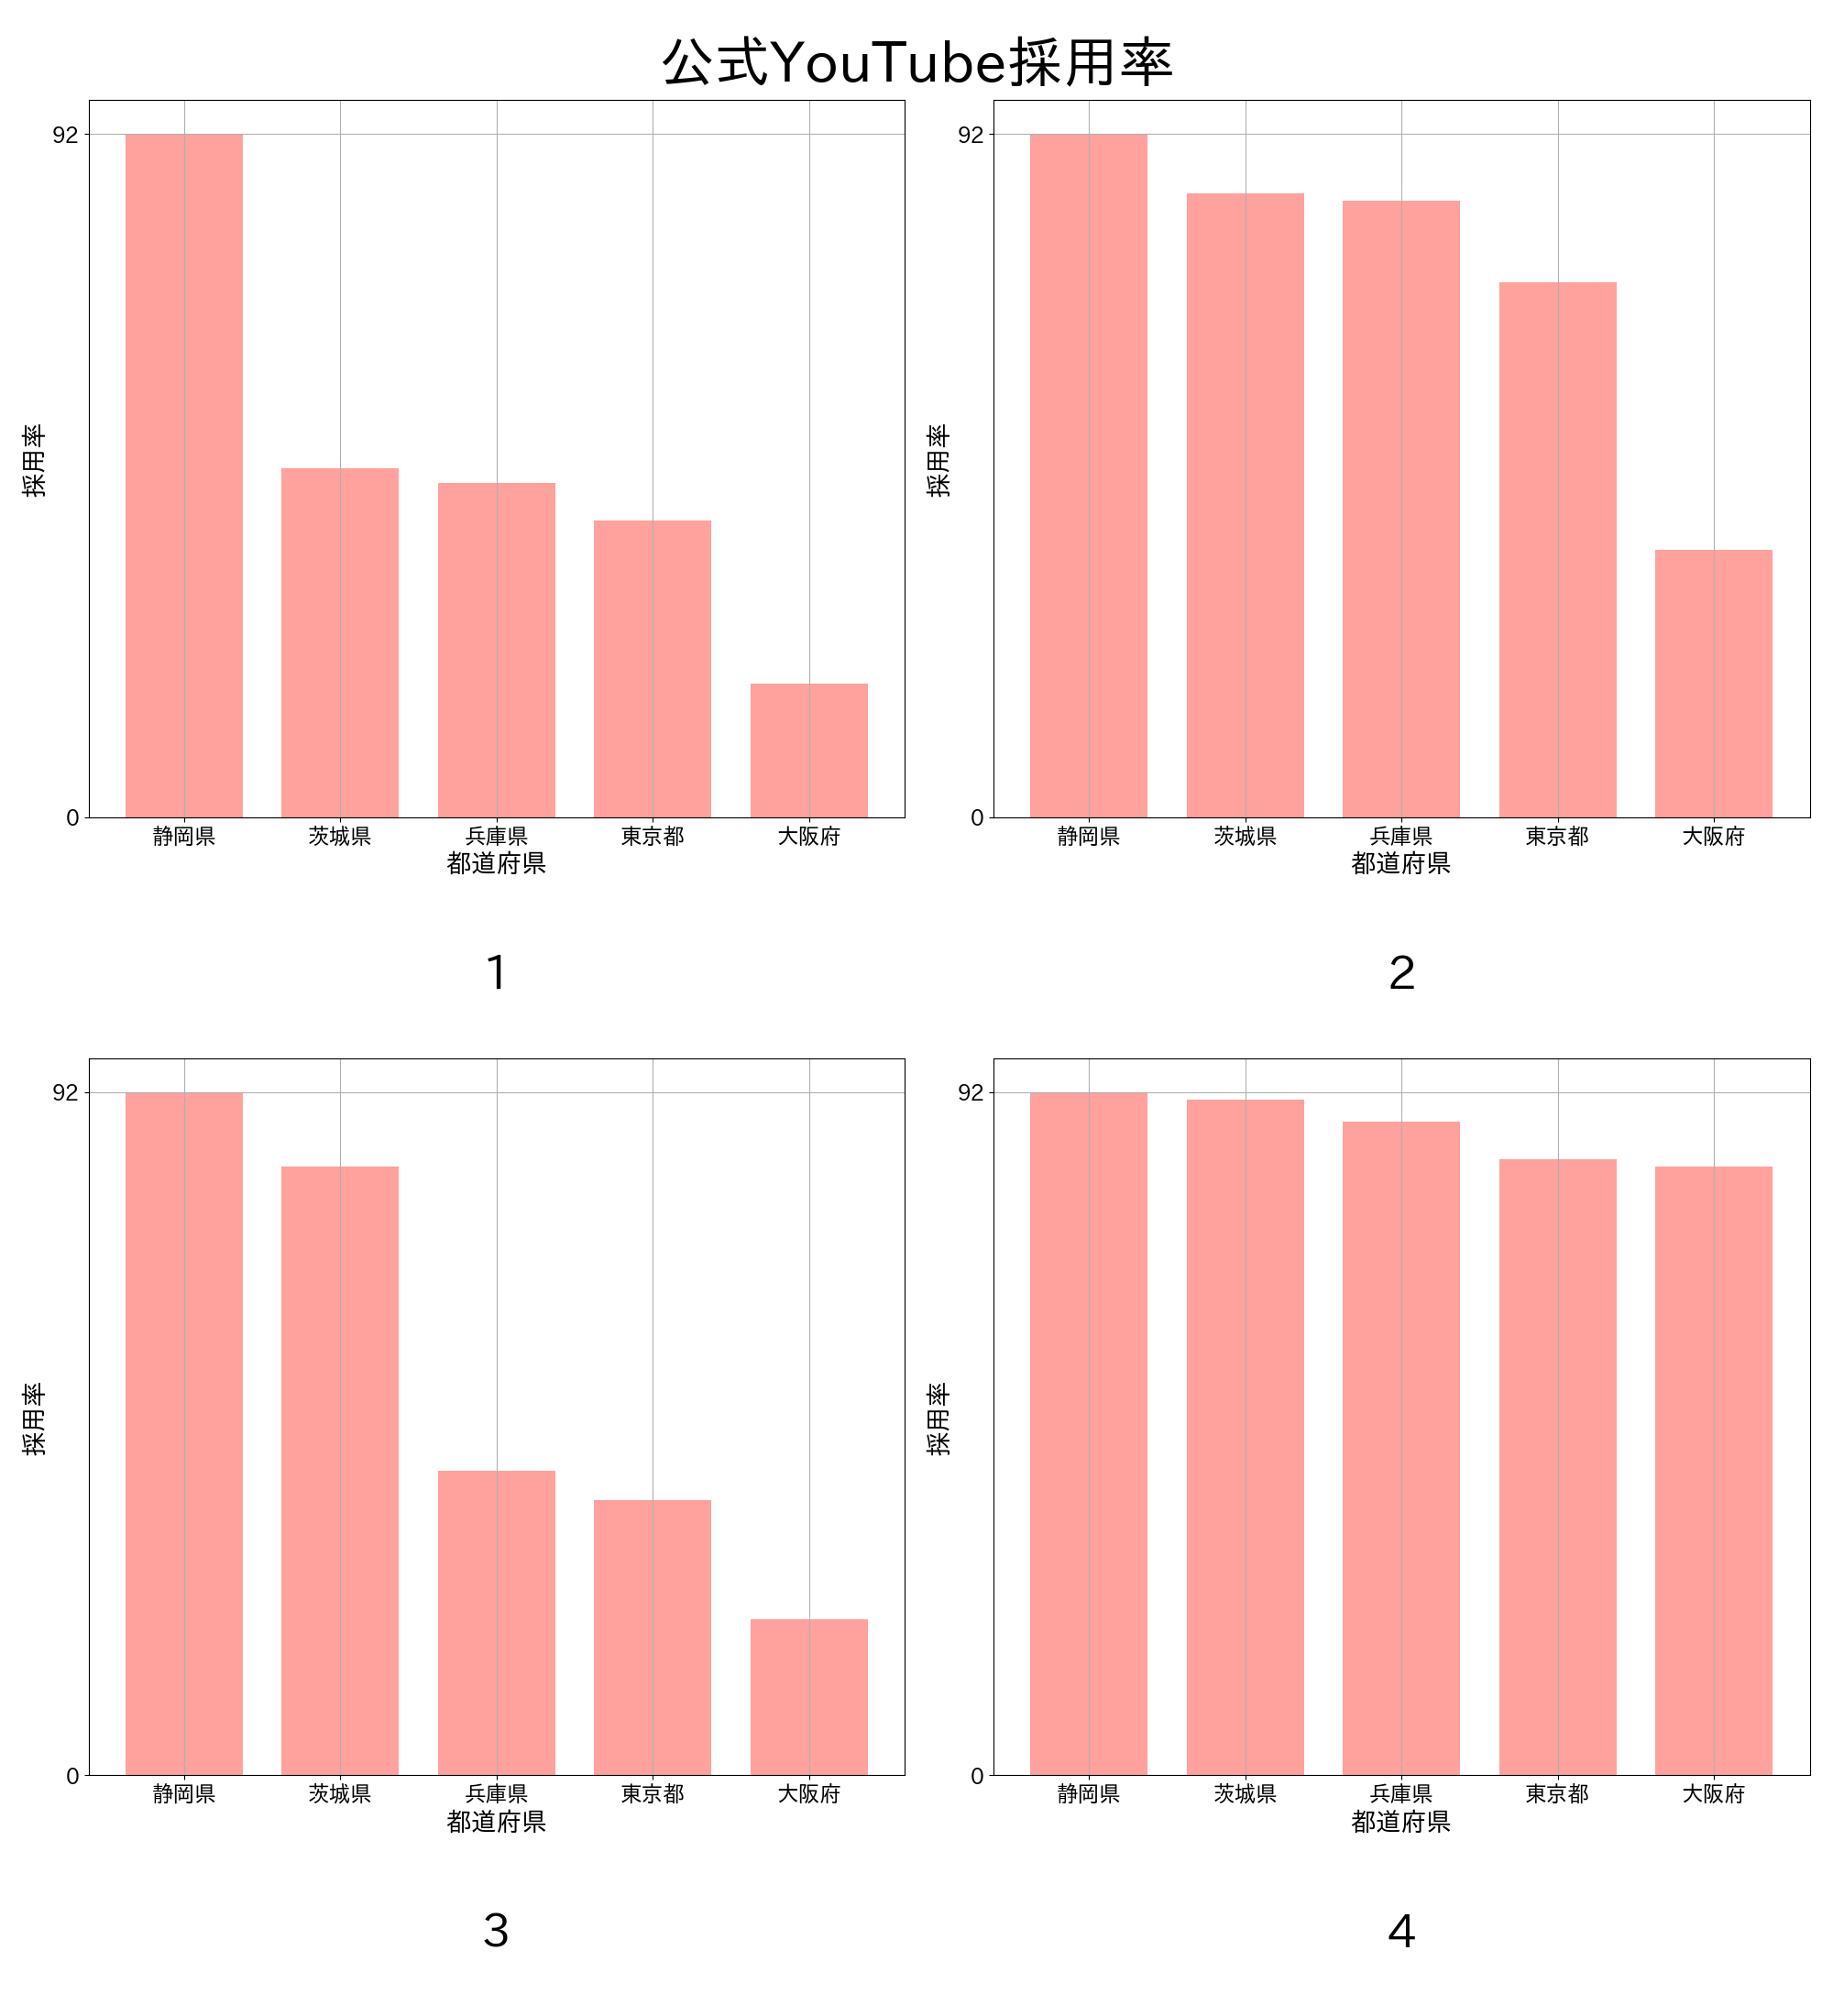 公式YouTube採用率
92
採用率
0
静岡県 茨城県 兵庫県 東京都 大阪府
都道府県
1
92
採用率
0
静岡県 茨城県 兵庫県 東京都 大阪府
都道府県
2
92
採用率
0
静岡県 茨城県 兵庫県 東京都 大阪府
都道府県
3
92
採用率
0
静岡県 茨城県 兵庫県 東京都 大阪府
都道府県
4